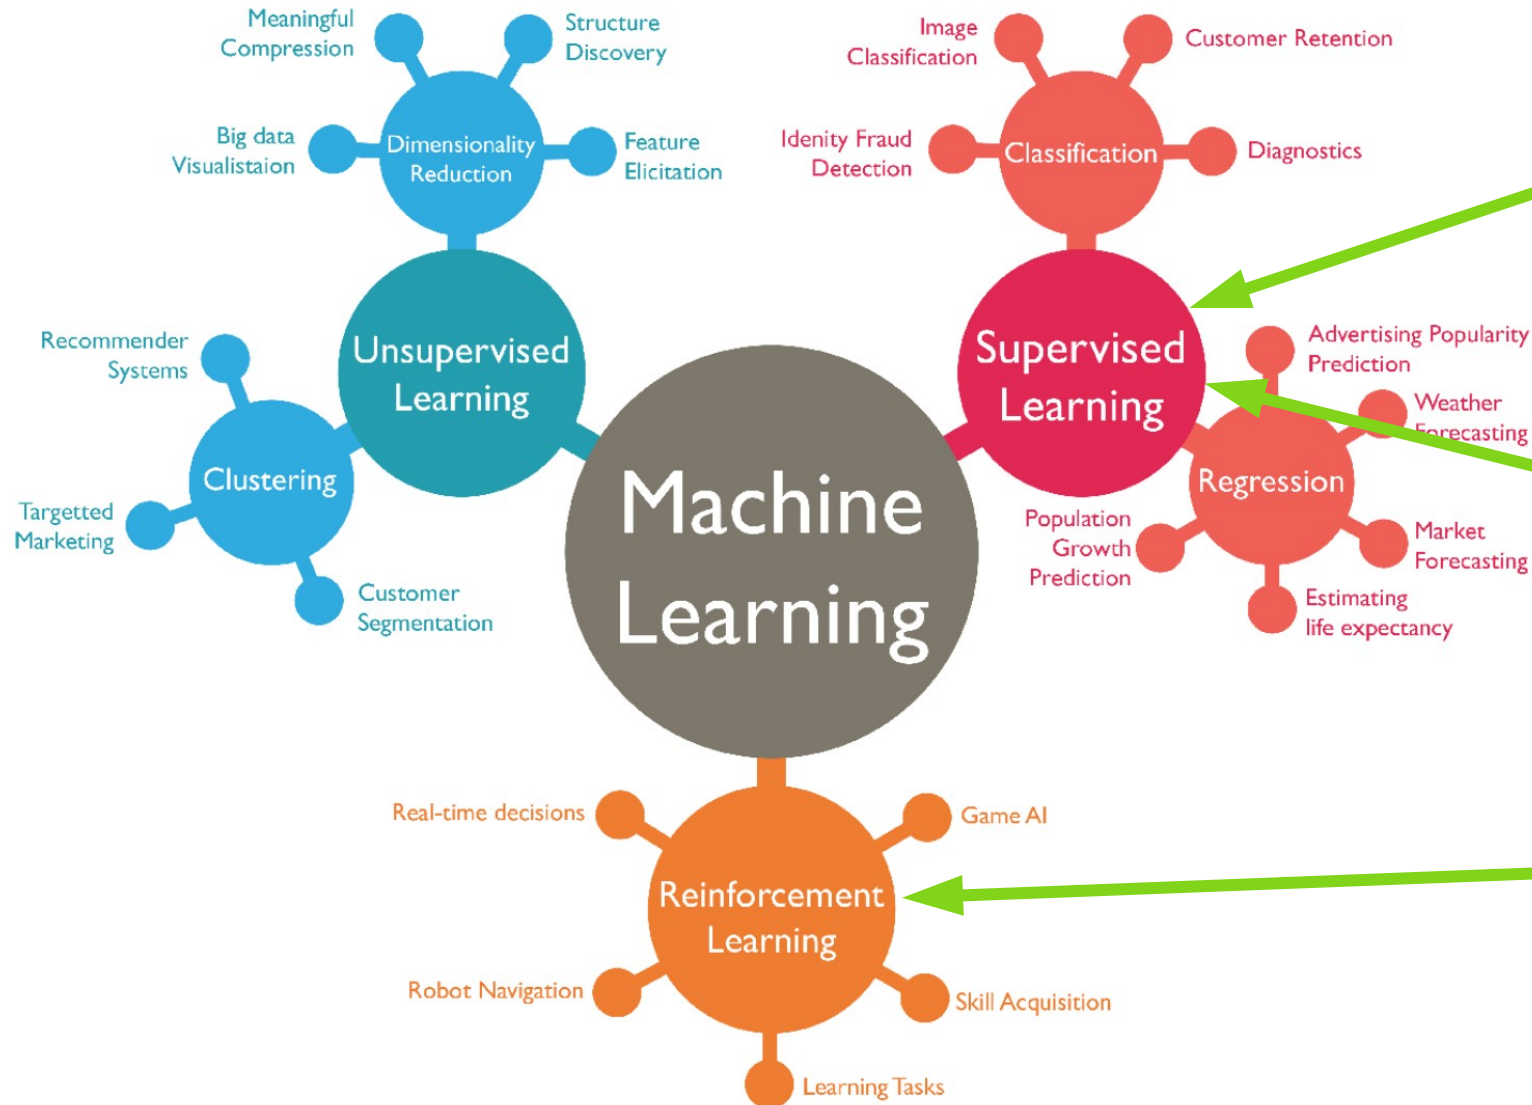 Meaningful
Compression
Structure
Discovery
Big data
Visualistaion
Dimensionality
Reduction
Feature
Elicitation
Image
Classification
Customer Retention
Idenity Fraud
Detection
Classification
Diagnostics
Recommender
Systems
Unsupervised
Learning
Clustering
Targetted
Marketing
Customer
Segmentation
Machine
Learning
Supervised
Learning
Advertising Popularity
Prediction
Weather
Forecasting
Regression
Population
Growth
Prediction
Market
Forecasting
Estimating
life expectancy
Real-time decisions
Game AI
Reinforcement
Learning
Robot Navigation
Skill Acquisition
Learning Tasks